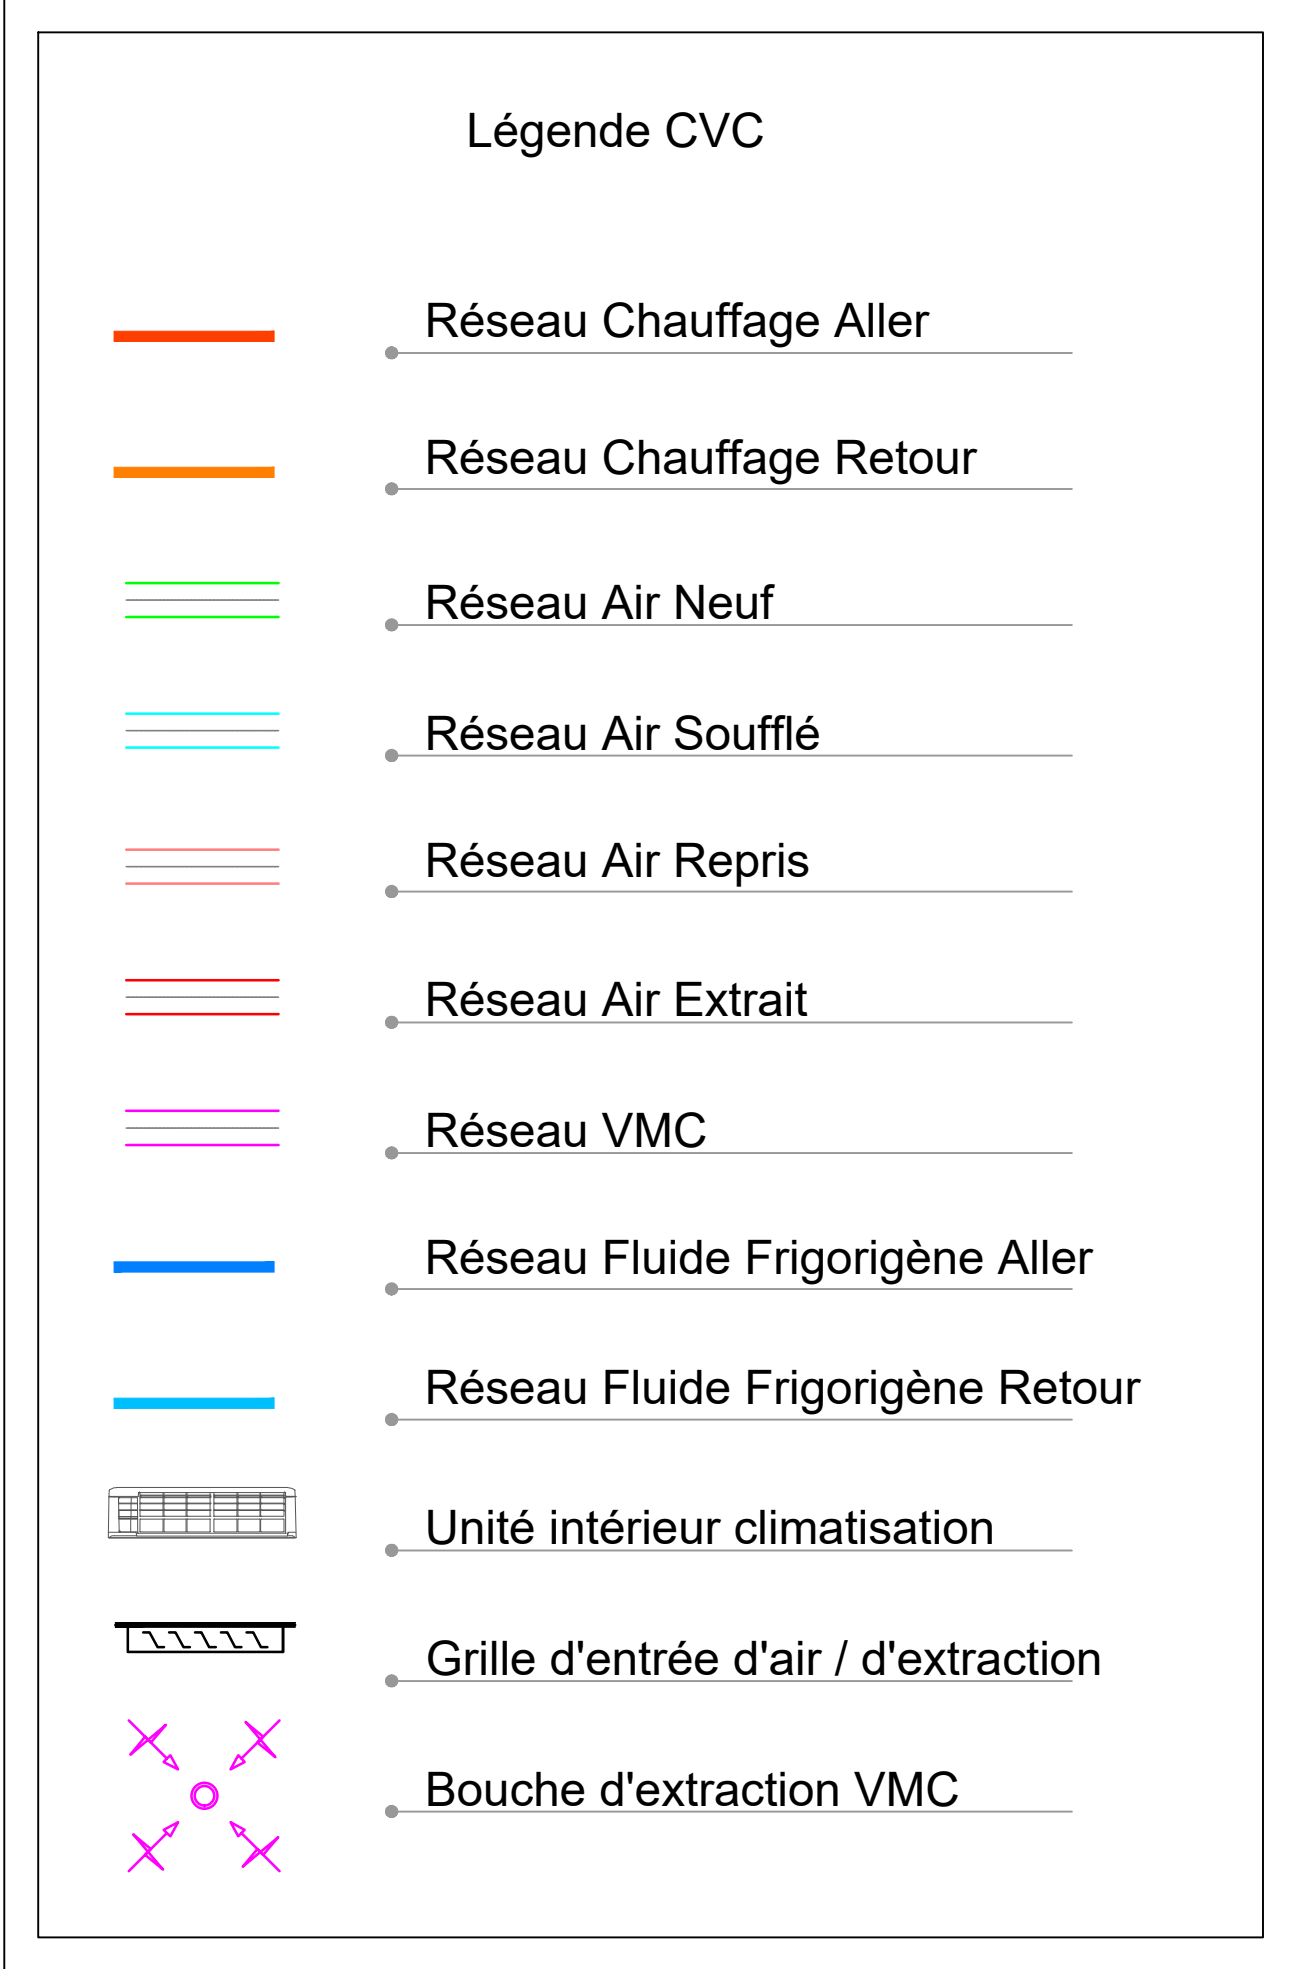 Légende CVC
Réseau Chauffage Aller
Réseau Chauffage Retour
Réseau Air Neuf
Réseau Air Soufflé
Réseau Air Repris
Réseau Air Extrait
Réseau VMC
Réseau Fluide Frigorigène Aller
Réseau Fluide Frigorigène Retour
Unité intérieur climatisation
Grille d'entrée d'air / d'extraction
Bouche d'extraction VMC